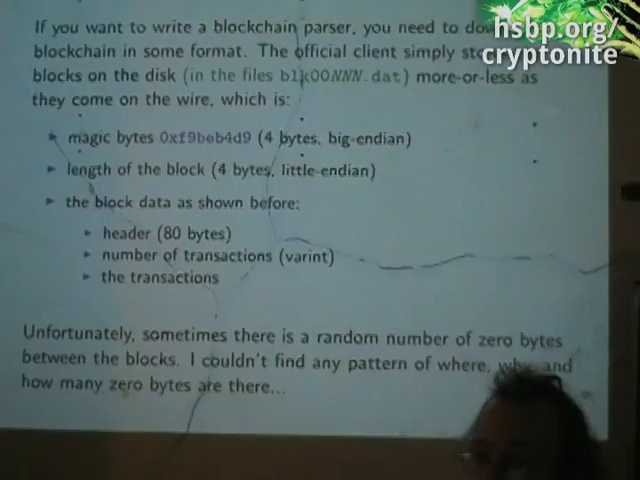 hsbp.org/
cryptonite
If you want to write a blockchain parser, you need to
blockchain in some format. The official client simply
blocks on the disk (in the files blk00NNN.dat) more-or-less as
they come on the wire, which is:
▸ magic bytes 0xf9beb4d9 (4 bytes, big-endian)
▸ length of the block (4 bytes, little-endian)
▸ the block data as shown before:
▸ header (80 bytes)
▸ number of transactions (varint)
▸ the transactions
Unfortunately, sometimes there is a random number of zero bytes
between the blocks. I couldn't find any pattern of where, why and
how many zero bytes are there...